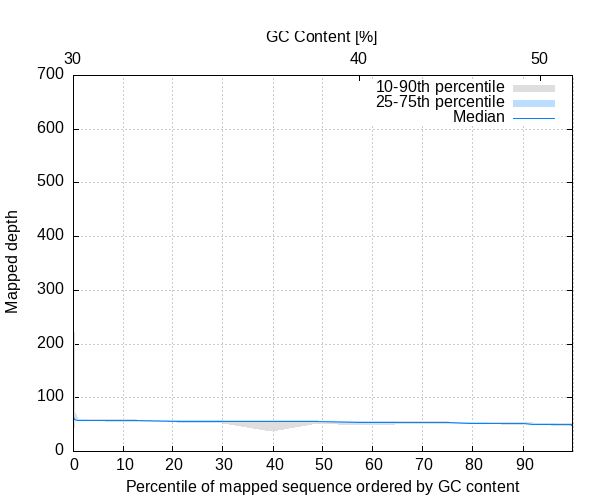 GC Content [%]
30 40 50
700
600
500
400
300
200
100
0
10-90th percentile
25-75th percentile
Median
Mapped depth
0 10 20 30 40 50 60 70 80 90
Percentile of mapped sequence ordered by GC content